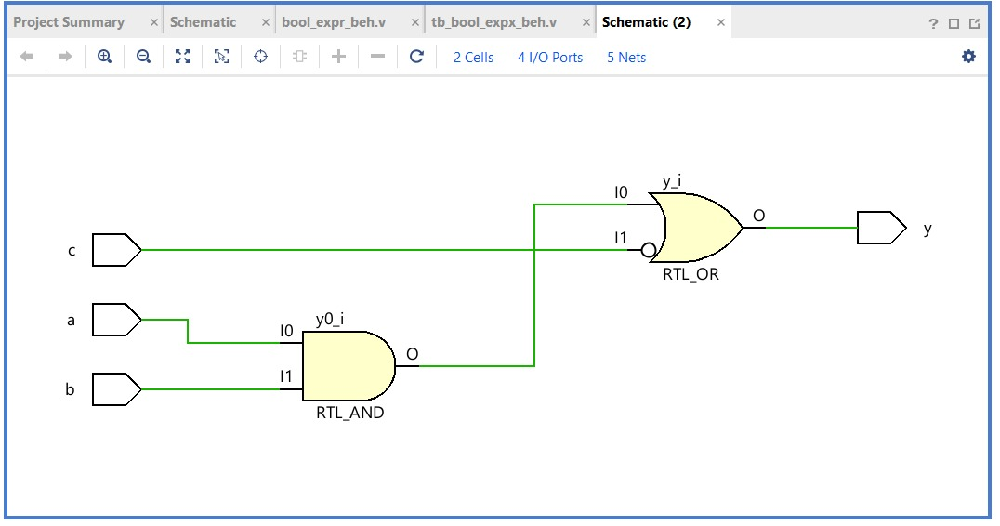 Project Summary × Schematic × bool_expr_beh.v × tb_bool_expx_beh.v × Schematic (2) × ?
2 Cells 4 I/O Ports 5 Nets
y_i
I0
O
I1
y
c
RTL_OR
a
y0_i
I0
O
I1
b
RTL_AND